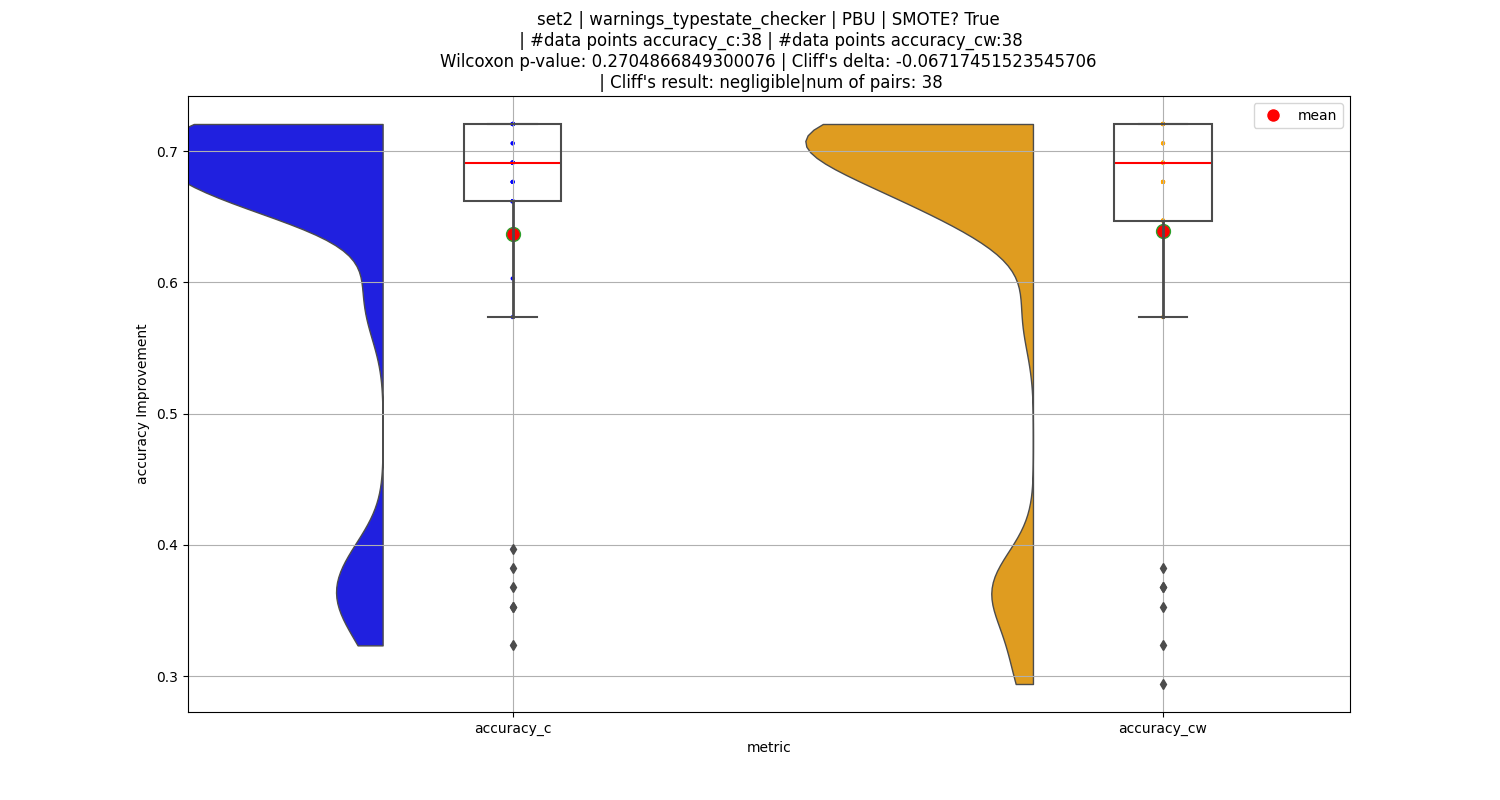 set2 | warnings_typestate_checker | PBU | SMOTE? True
| #data points accuracy_c:38 | #data points accuracy_cw:38
Wilcoxon p-value: 0.2704866849300076 | Cliff's delta: -0.06717451523545706
| Cliff's result: negligible|num of pairs: 38
mean
0.7
0.6
0.5
0.4
0.3
accuracy Improvement
accuracy_c
accuracy_cw
metric